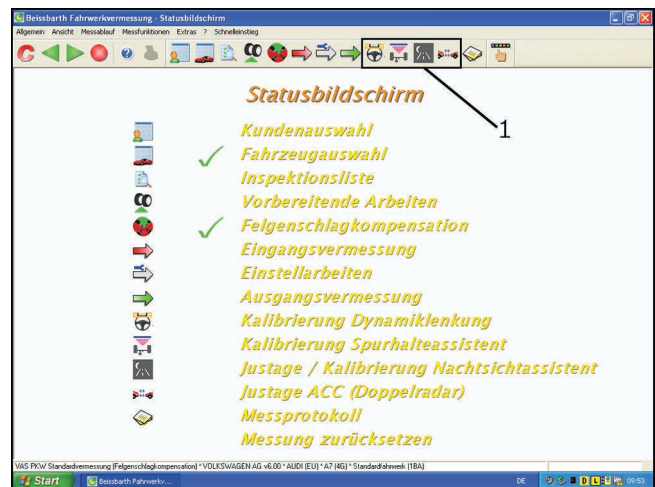 Beissbarth Fahrwerkvermessung - Statusbildschirm
Allgemein Ansicht Messablauf Messfunktionen Extras ? Schnelleinstieg
Statusbildschirm
1
Kundenauswahl
Fahrzeugauswahl
Inspektionsliste
Vorbereitende Arbeiten
Felgenschlagkompensation
Eingangsvermessung
Einstellarbeiten
Ausgangsvermessung
Kalibrierung Dynamiklenkung
Kalibrierung Spurhalteassistent
Justage / Kalibrierung Nachtsichtassistent
Justage ACC (Doppelradar)
Messprotokoll
Messung zurücksetzen
VAS PKW Standardvermessung (Felgenschlagkompensation) * VOLKSWAGEN AG v6.00 * AUDI (EU) * A7 (4G) * Standardfahrwerk (1BA)
Start Beissbarth Fahrwerkv... DE D L 09:53